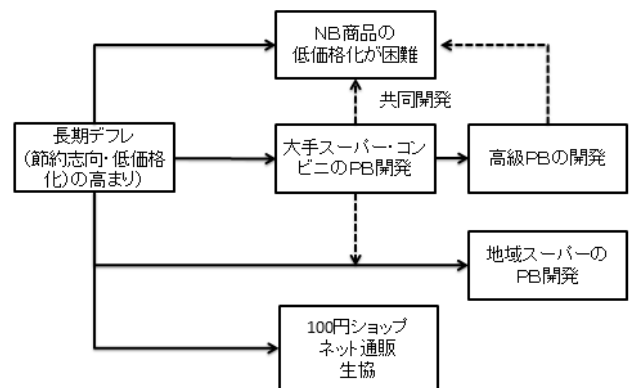 NB商品の
低価格化が困難
共同開発
長期デフレ
(節約志向・低価格
化)の高まり)
大手スーパー・コン
ビニのPB開発
高級PBの開発
地域スーパーの
PB開発
100円ショップ
ネット通販
生協